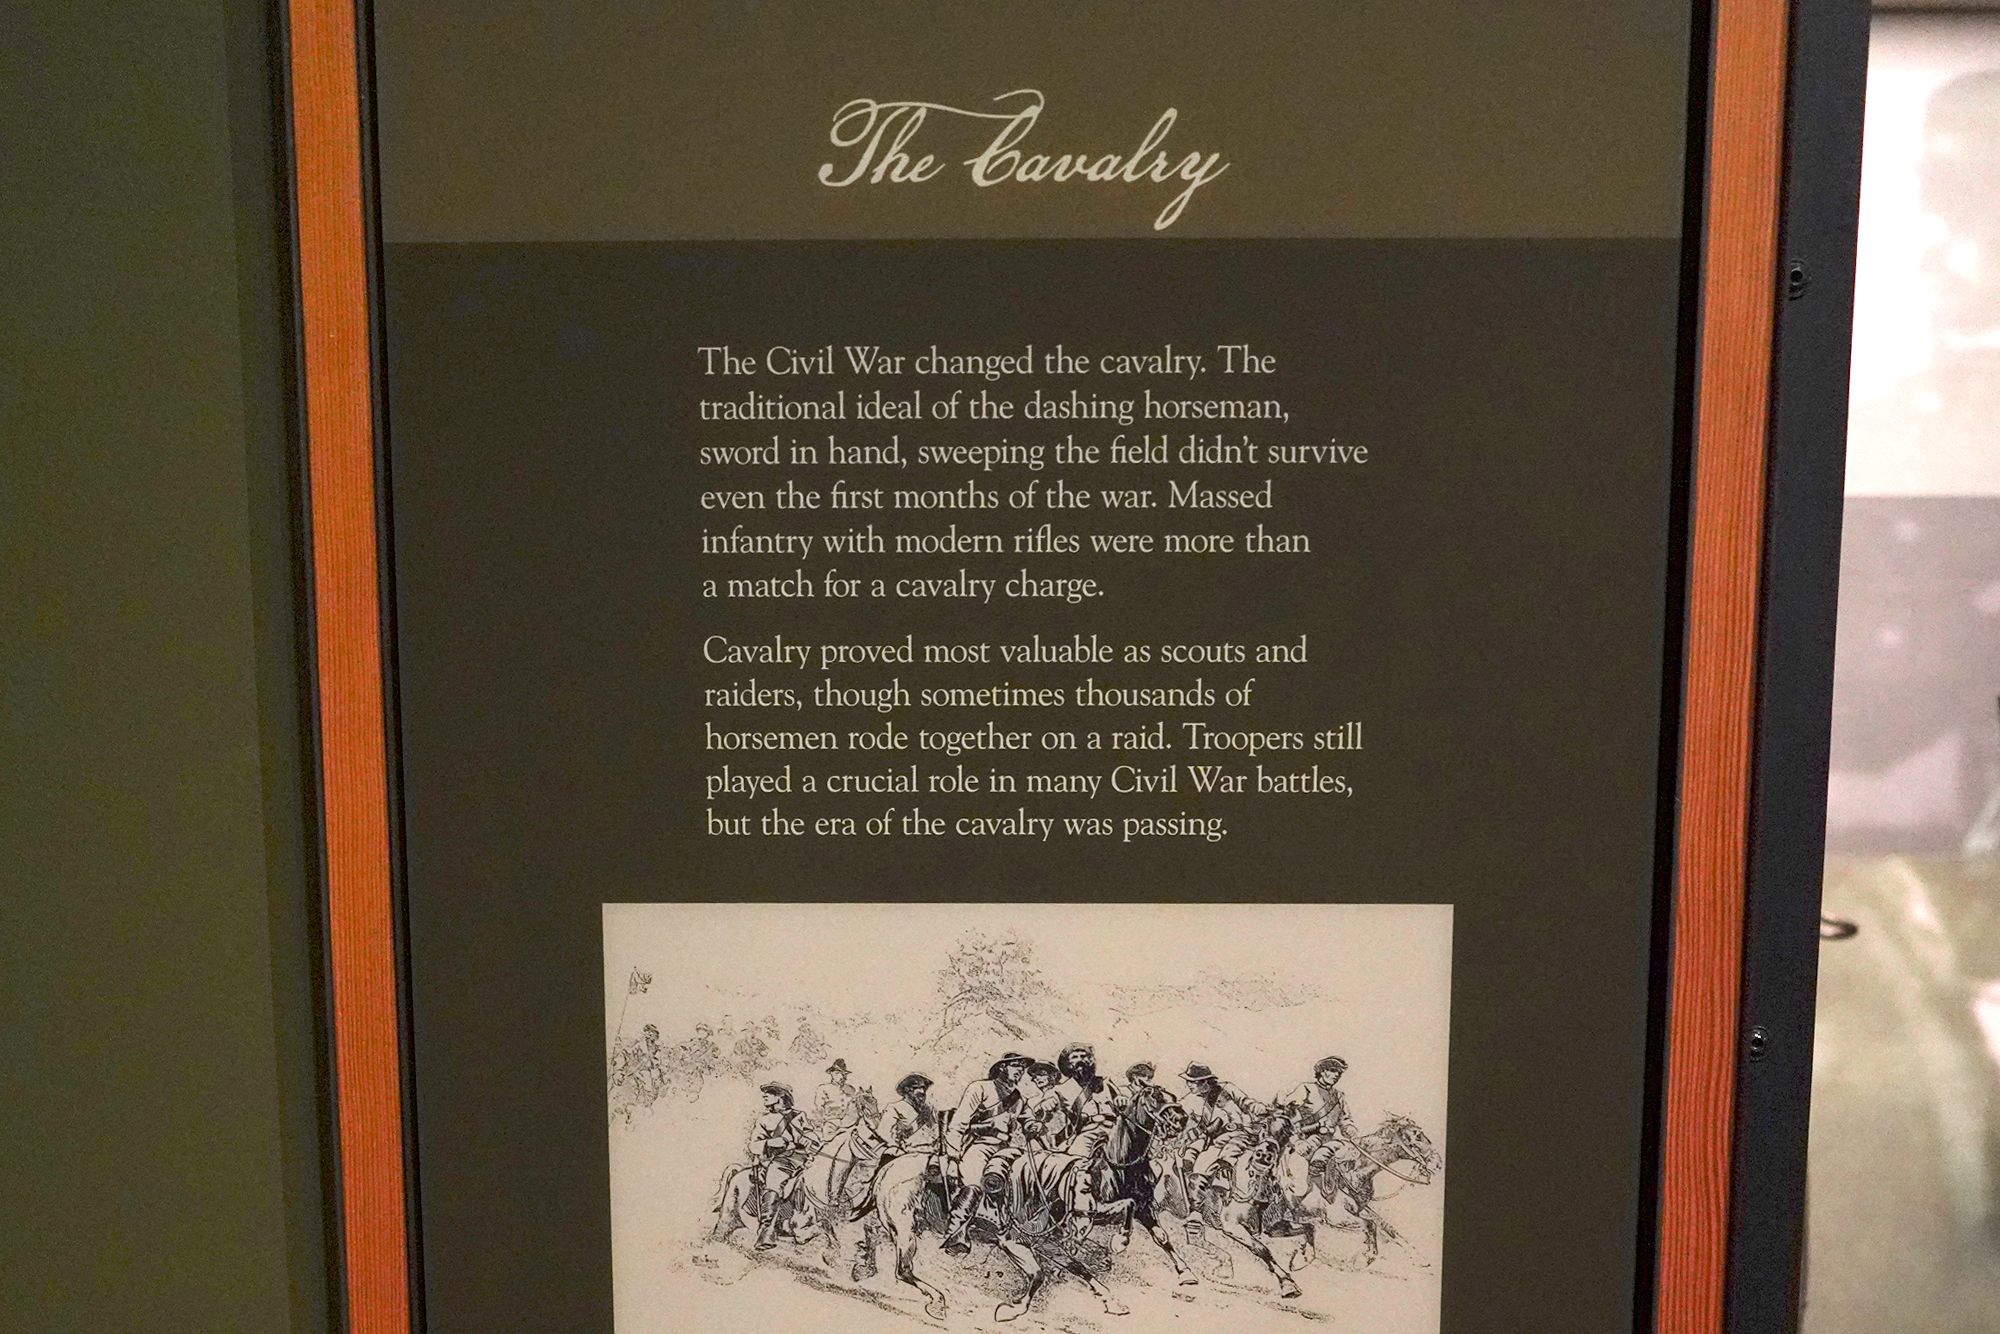 The Cavalry
The Civil War changed the cavalry. The
traditional ideal of the dashing horseman,
sword in hand, sweeping the field didn't survive
even the first months of the war. Massed
infantry with modern rifles were more than
a match for a cavalry charge.
Cavalry proved most valuable as scouts and
raiders, though sometimes thousands of
horsemen rode together on a raid. Troopers still
played a crucial role in many Civil War battles,
but the era of the cavalry was passing.